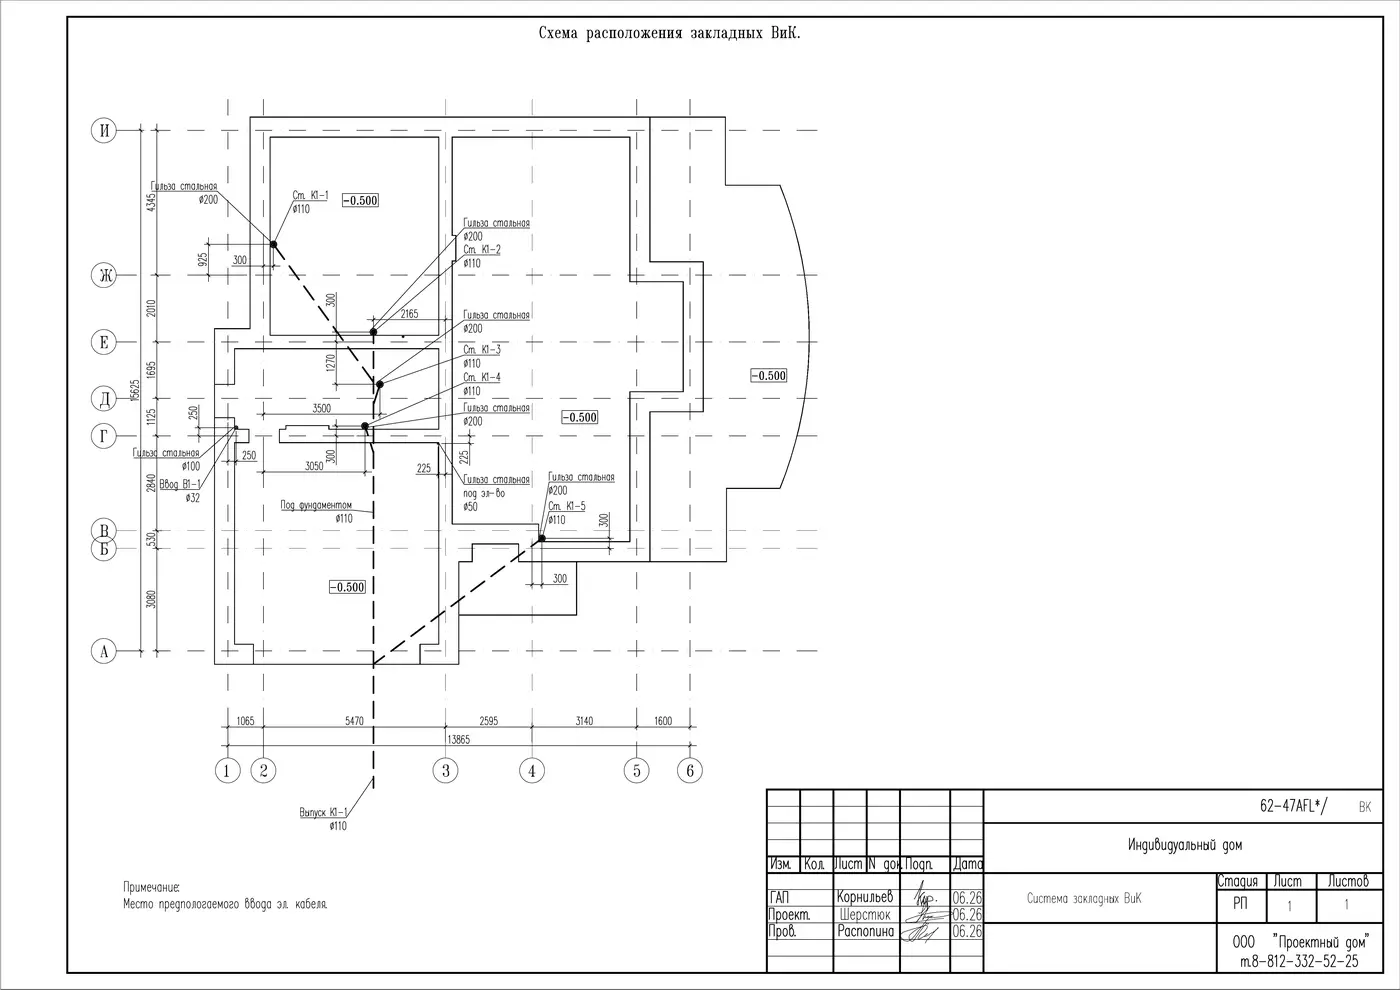 Схема расположения закладных ВиК.
И
Гильза стальная
ø200
Ст. К1-1
ø110
-0.500
4345
Гильза стальная
ø200
Ст. К1-2
ø110
925
300
Ж
2010
300
2165
Гильза стальная
ø200
Е
Ст. К1-3
ø110
1270
1695
15625
Ст. К1-4
ø110
-0.500
Д
3500
Гильза стальная
ø200
-0.500
1125
250
Г
Гильза стальная
ø100
250
300
3050
225
225
Ввод В1-1
ø32
2840
Гильза стальная
под эл-во
ø50
Гильза стальная
ø200
Ст. К1-5
ø110
Под фундаментом
ø110
300
В
530
Б
300
-0.500
3080
А
1065
5470
2595
3140
1600
13865
1
2
3
4
5
6
Выпуск К1-1
ø110
Примечание:
Место предпологаемого ввода эл. кабеля.
62-47AFL*/ ВК
Индивидуальный дом
Изм. Кол. Лист N док. Подп. Дата
Система закладных ВиК
Стадия Лист Листов
РП 1 1
ГАП Корнильев 06.26
Проект. Шерстюк 06.26
Пров. Распопина 06.26
ООО "Проектный дом"
т.8-812-332-52-25